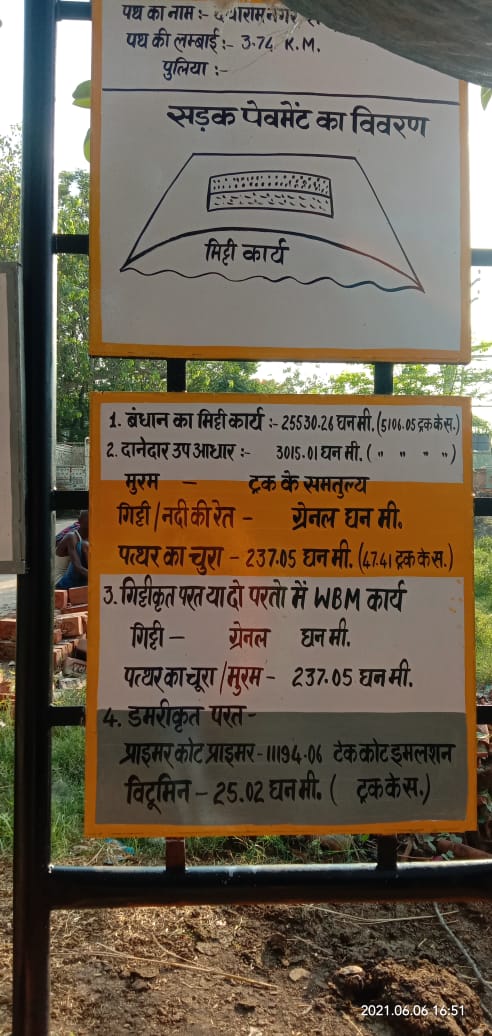 पथ का नाम :- दयारामनगर
पथ की लम्बाई :- 3.74 K.M.
पुलिया :-
सड़क पेवमेंट का विवरण
मिट्टी कार्य
1. बंधान का मिट्टी कार्य :- 25530.26 घन मी. (5106.05 ट्रक के स.)
2. दानेदार उप आधार :- 3015.01 घन मी. ( " " " " )
मुरम — ट्रक के समतुल्य
गिट्टी / नदी की रेत - ग्रेनल घन मी.
पत्थर का चुरा - 237.05 घन मी. (47.41 ट्रक के स.)
3. गिट्टीकृत परत या दो परतो में WBM कार्य
गिट्टी - ग्रेनल घन मी.
पत्थर का चूरा / मुरम - 237.05 घन मी.
4. डमरीकृत परत -
प्राइमर कोट प्राइमर - 11194.06 टेक कोट इमलशन
विटूमिन - 25.02 घन मी. ( ट्रक के स.)
2021.06.06 16:51